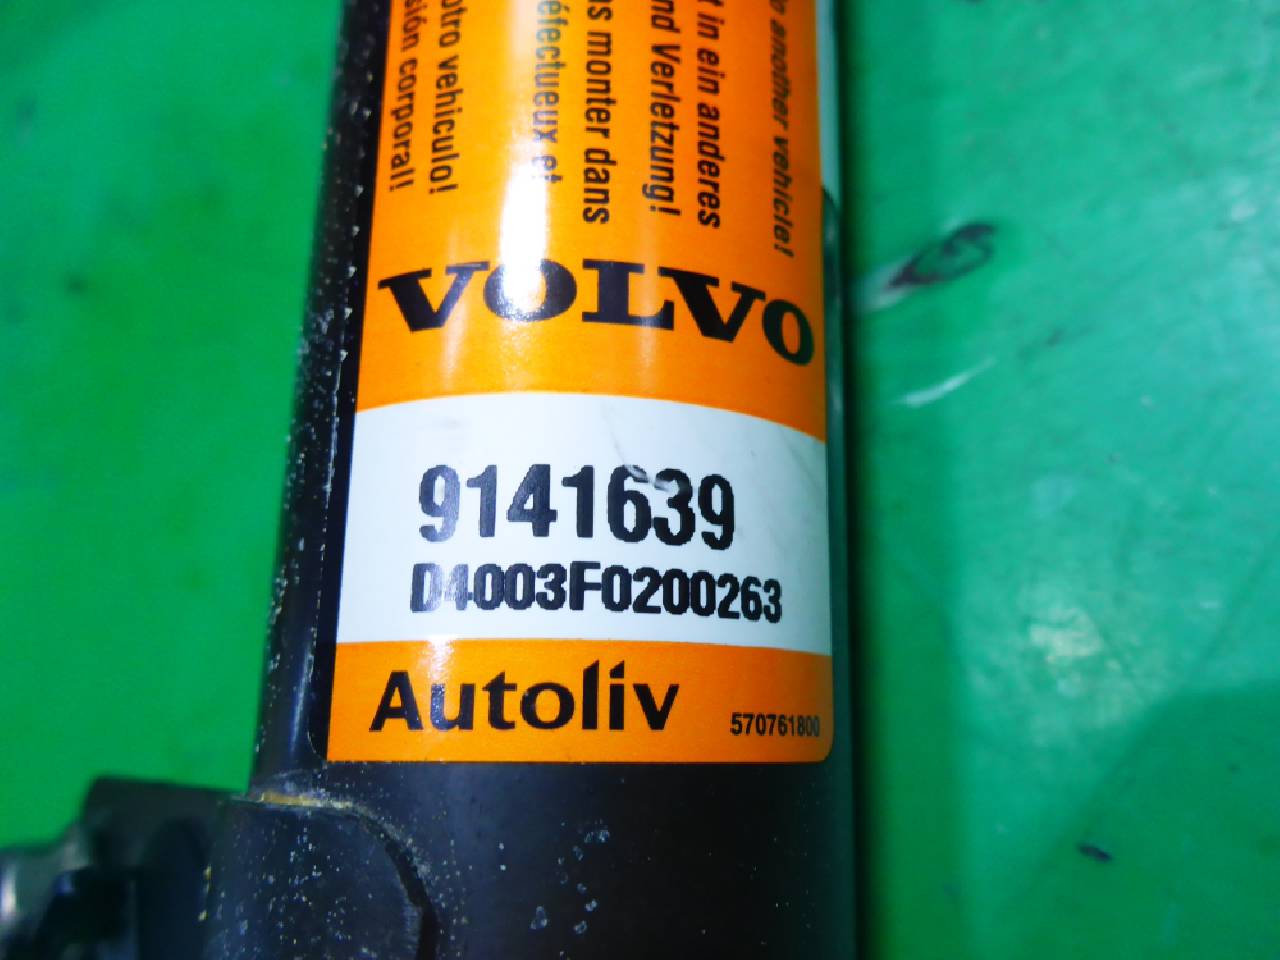 o another vehicle!
t in ein anderes
nd Verletzung!
as monter dans
éfectueux et
otro vehiculo!
sión corporal!
VOLVO
9141639
D4003F0200263
Autoliv
570761800